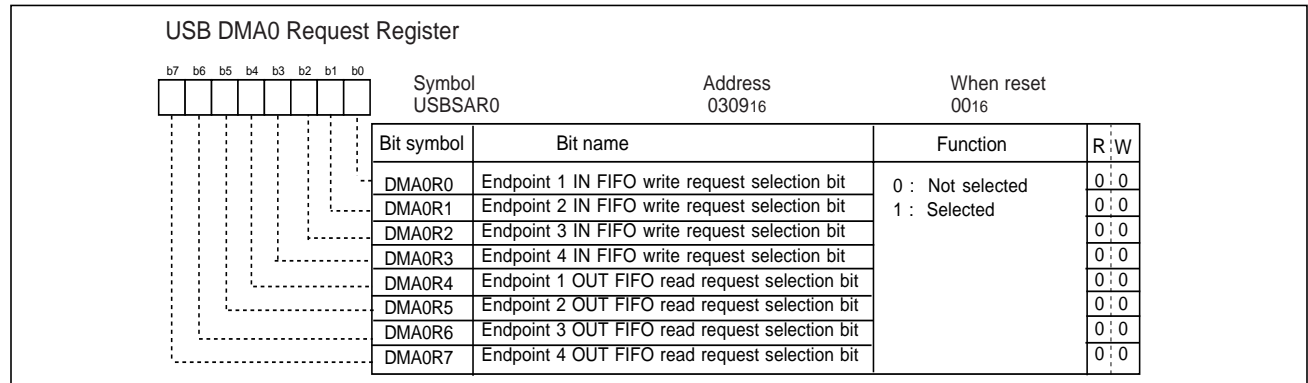 USB DMA0 Request Register
b7 b6 b5 b4 b3 b2 b1 b0
Symbol Address When reset
USBSAR0 030916 0016
Bit symbol Bit name Function R W
DMA0R0 Endpoint 1 IN FIFO write request selection bit 0 : Not selected 0 0
DMA0R1 Endpoint 2 IN FIFO write request selection bit 1 : Selected 0 0
DMA0R2 Endpoint 3 IN FIFO write request selection bit 0 0
DMA0R3 Endpoint 4 IN FIFO write request selection bit 0 0
DMA0R4 Endpoint 1 OUT FIFO read request selection bit 0 0
DMA0R5 Endpoint 2 OUT FIFO read request selection bit 0 0
DMA0R6 Endpoint 3 OUT FIFO read request selection bit 0 0
DMA0R7 Endpoint 4 OUT FIFO read request selection bit 0 0